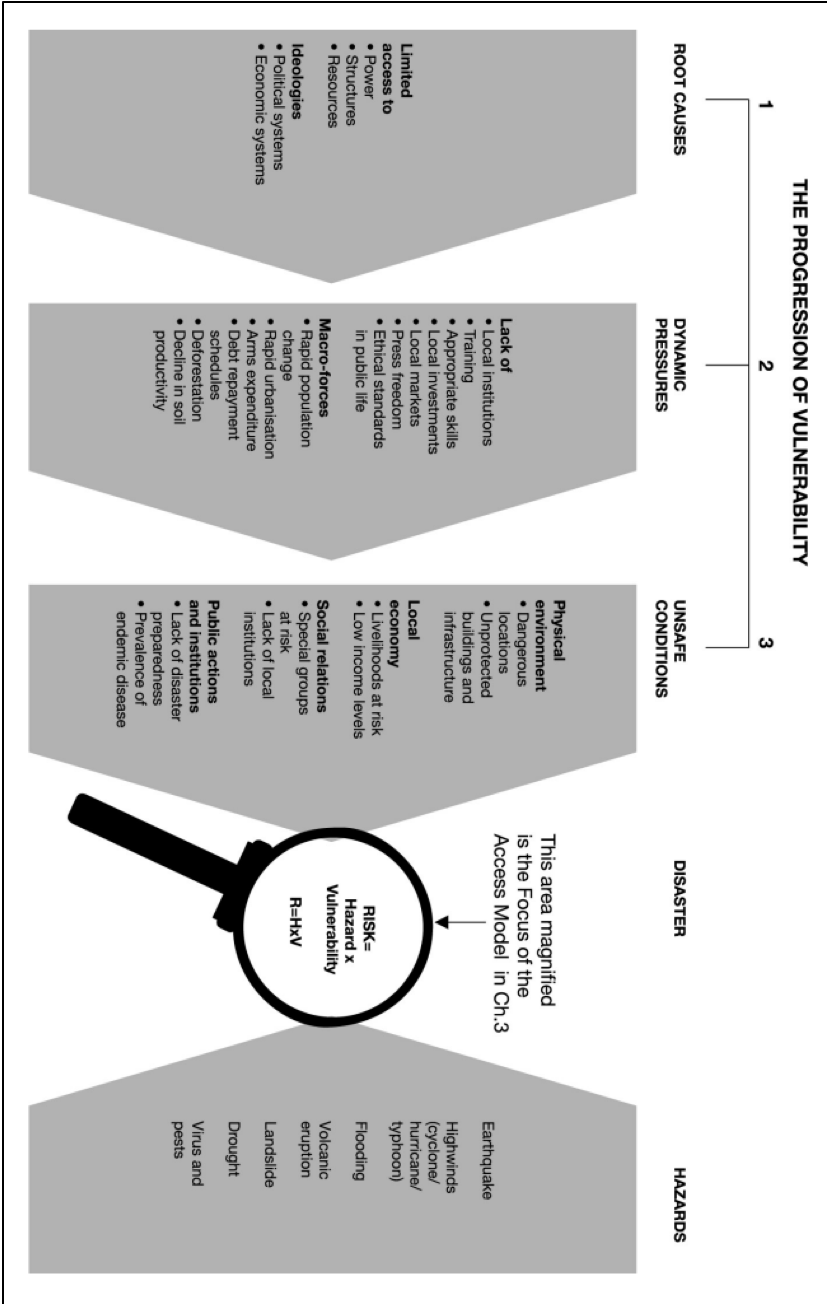 THE PROGRESSION OF VULNERABILITY
1
2
3
ROOT CAUSES
Limited
access to
• Power
• Structures
• Resources
Ideologies
• Political systems
• Economic systems
DYNAMIC
PRESSURES
Lack of
• Local institutions
• Training
• Appropriate skills
• Local investments
• Local markets
• Press freedom
• Ethical standards
in public life
Macro-forces
• Rapid population
change
• Rapid urbanisation
• Arms expenditure
• Debt repayment
schedules
• Deforestation
• Decline in soil
productivity
UNSAFE
CONDITIONS
Physical
environment
• Dangerous
locations
• Unprotected
buildings and
infrastructure
Local
economy
• Livelihoods at risk
• Low income levels
Social relations
• Special groups
at risk
• Lack of local
institutions
Public actions
and institutions
• Lack of disaster
preparedness
• Prevalence of
endemic disease
DISASTER
This area magnified
is the Focus of the
Access Model in Ch.3
RISK=
Hazard x
Vulnerability
R=HxV
HAZARDS
Earthquake
Highwinds
(cyclone/
hurricane/
typhoon)
Flooding
Volcanic
eruption
Landslide
Drought
Virus and
pests